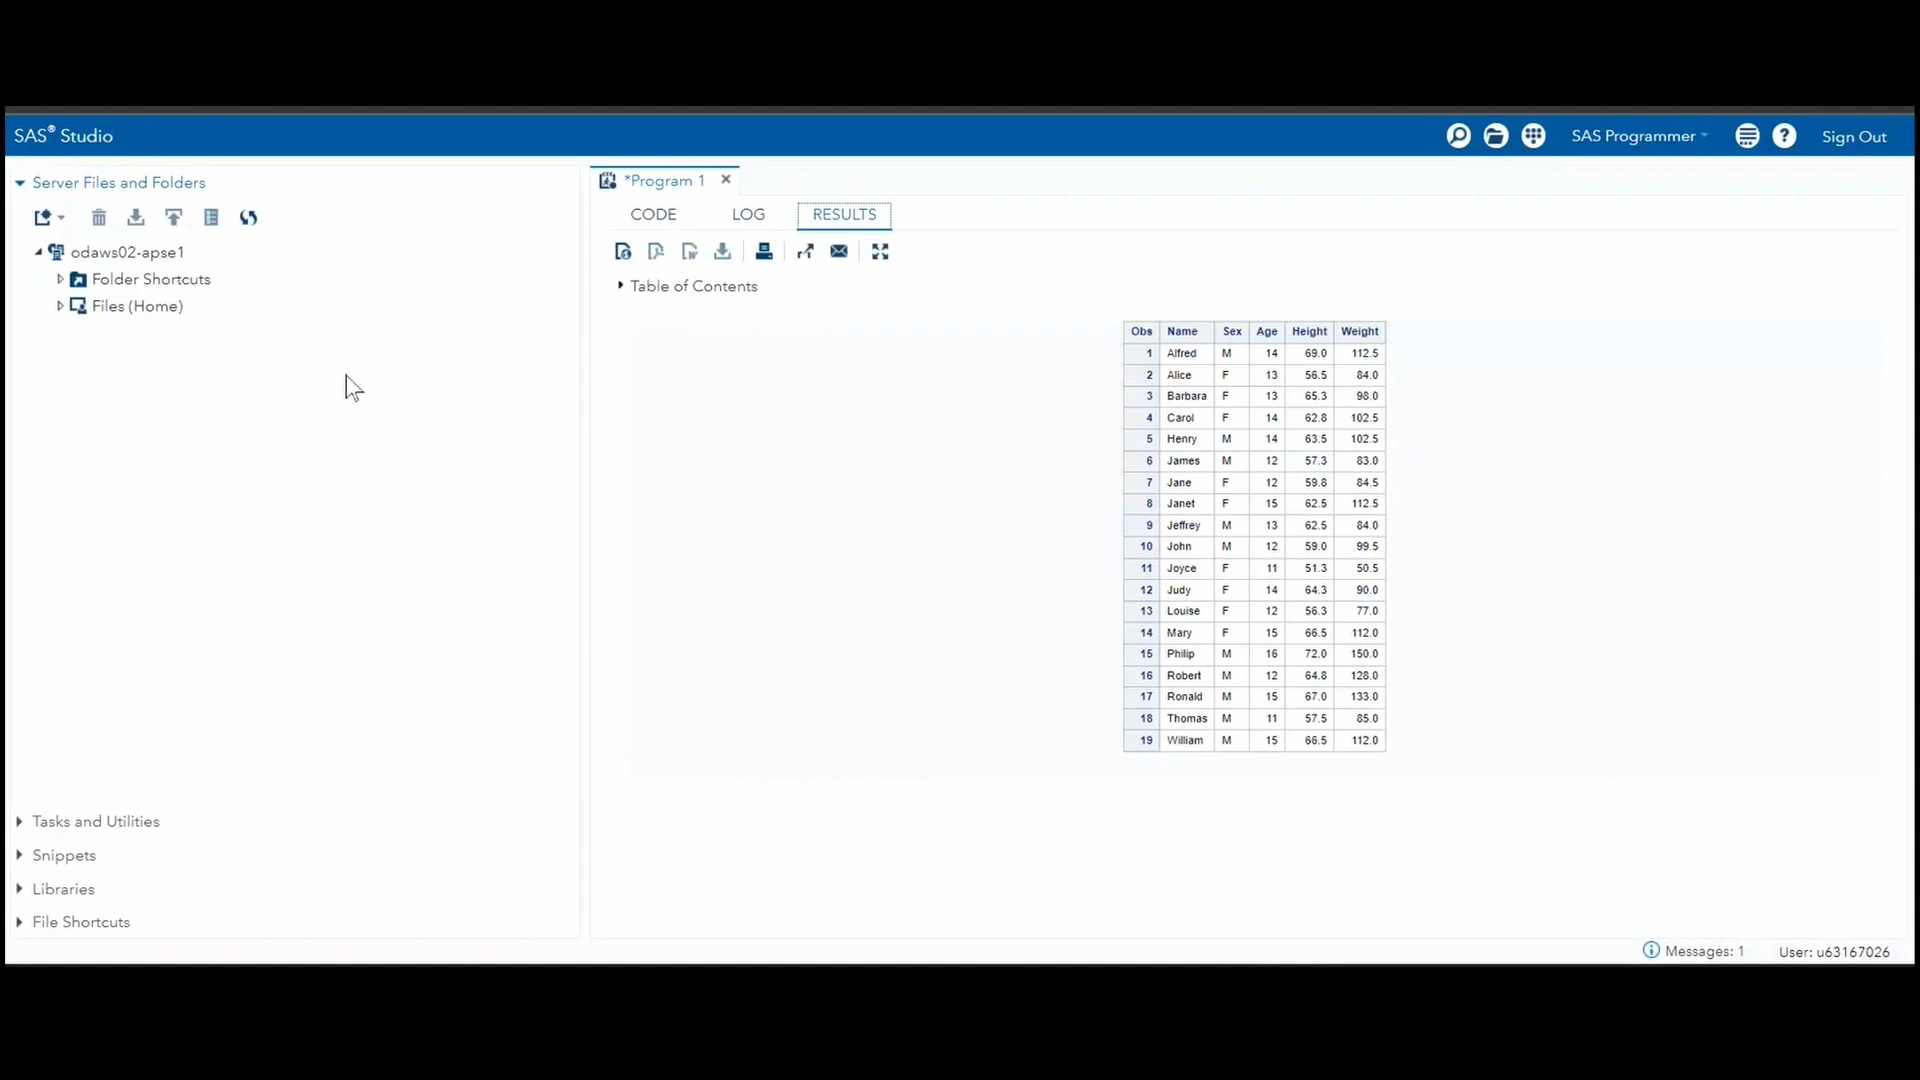 SAS® Studio
SAS Programmer
Sign Out
Server Files and Folders
odaws02-apse1
Folder Shortcuts
Files (Home)
Tasks and Utilities
Snippets
Libraries
File Shortcuts
*Program 1
CODE LOG RESULTS
Table of Contents
Obs Name Sex Age Height Weight
1 Alfred M 14 69.0 112.5
2 Alice F 13 56.5 84.0
3 Barbara F 13 65.3 98.0
4 Carol F 14 62.8 102.5
5 Henry M 14 63.5 102.5
6 James M 12 57.3 83.0
7 Jane F 12 59.8 84.5
8 Janet F 15 62.5 112.5
9 Jeffrey M 13 62.5 84.0
10 John M 12 59.0 99.5
11 Joyce F 11 51.3 50.5
12 Judy F 14 64.3 90.0
13 Louise F 12 56.3 77.0
14 Mary F 15 66.5 112.0
15 Philip M 16 72.0 150.0
16 Robert M 12 64.8 128.0
17 Ronald M 15 67.0 133.0
18 Thomas M 11 57.5 85.0
19 William M 15 66.5 112.0
Messages: 1
User: u63167026